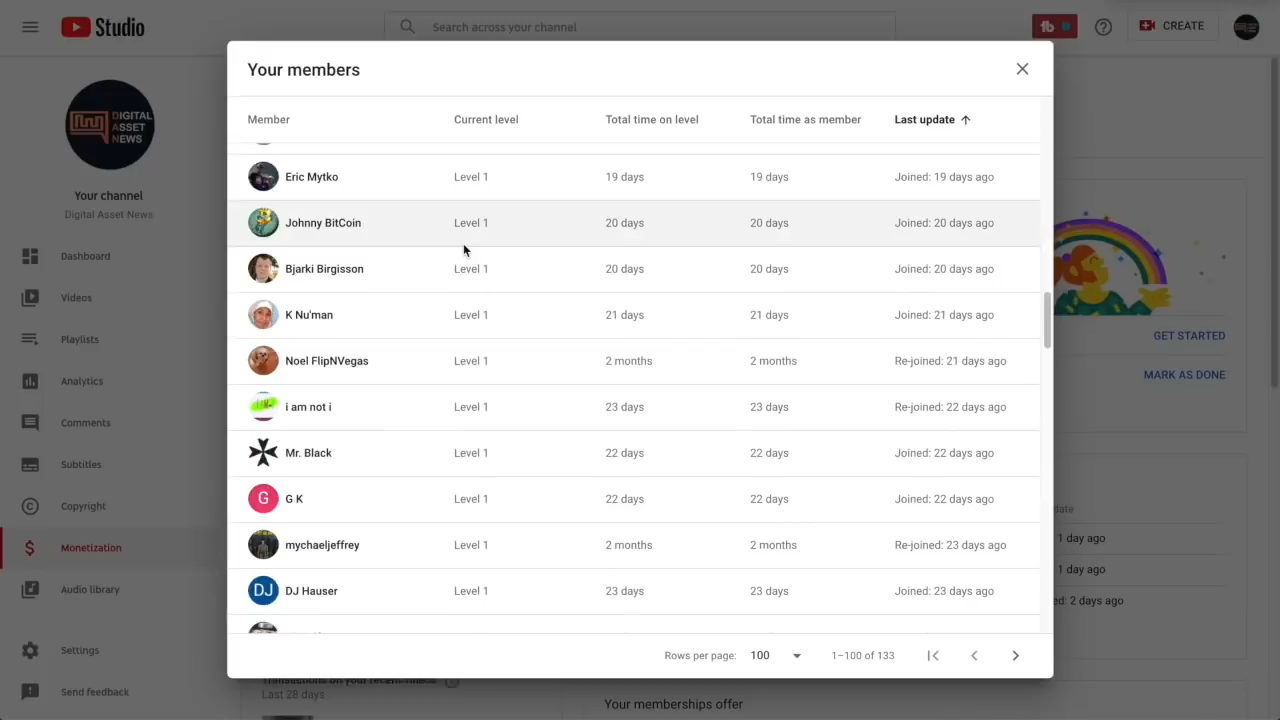 Studio
Search across your channel
CREATE
Your members
Member Current level Total time on level Total time as member Last update
Eric Mytko Level 1 19 days 19 days Joined: 19 days ago
Johnny BitCoin Level 1 20 days 20 days Joined: 20 days ago
Bjarki Birgisson Level 1 20 days 20 days Joined: 20 days ago
K Nu'man Level 1 21 days 21 days Joined: 21 days ago
Noel FlipNVegas Level 1 2 months 2 months Re-joined: 21 days ago
i am not i Level 1 23 days 23 days Re-joined: 22 days ago
Mr. Black Level 1 22 days 22 days Joined: 22 days ago
G
G K Level 1 22 days 22 days Joined: 22 days ago
mychaeljeffrey Level 1 2 months 2 months Re-joined: 23 days ago
DJ
DJ Hauser Level 1 23 days 23 days Joined: 23 days ago
Rows per page: 100 1–100 of 133
DIGITAL
ASSET
NEWS
Your channel
Digital Asset News
Dashboard
Videos
Playlists
Analytics
Comments
Subtitles
Copyright
Monetization
Audio library
Settings
Send feedback
GET STARTED
MARK AS DONE
1 day ago
1 day ago
2 days ago
Last 28 days
Your memberships offer